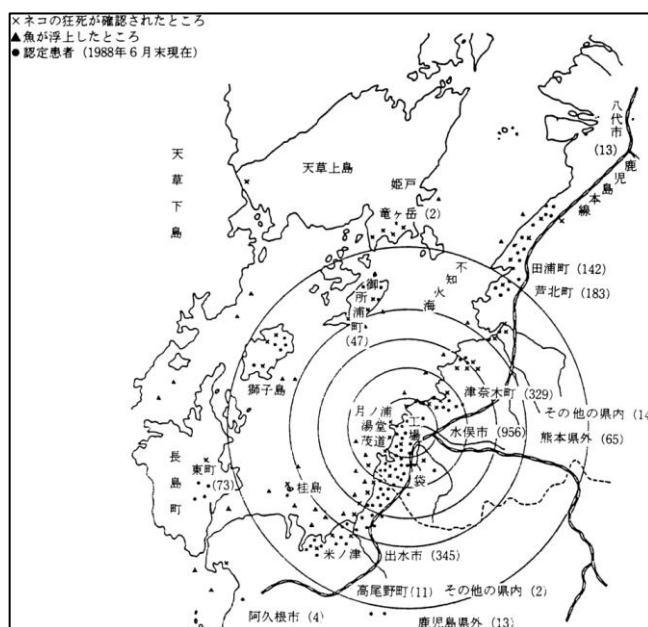 ×ネコの狂死が確認されたところ
▲魚が浮上したところ
●認定患者(1988年6月末現在)
八代市
(13)
鹿児島本線
天草上島
天草下島
姫戸
竜ヶ岳(2)
不知火海
田浦町(142)
芦北町(183)
御所浦町
(47)
獅子島
津奈木町(329)
その他の県内(14
月ノ浦
湯堂
茂道
工場
水俣市(956)
熊本県外(65)
袋
長島町
東町
(73)
桂島
米ノ津
出水市(345)
高尾野町(11)
その他の県内(2)
阿久根市(4)
鹿児島県外(13)